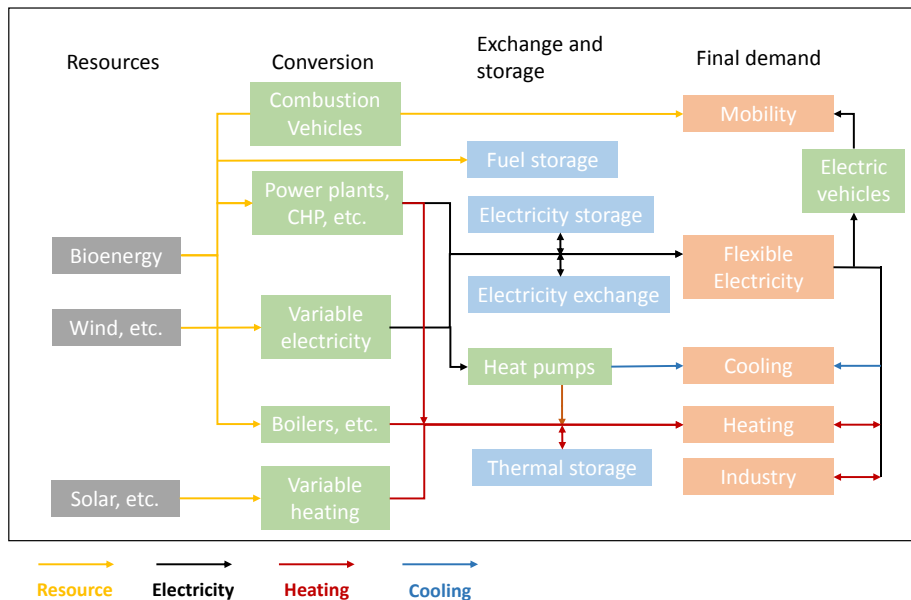 Resources
Conversion
Exchange and
storage
Final demand
Combustion
Vehicles
Mobility
Fuel storage
Electric
vehicles
Power plants,
CHP, etc.
Electricity storage
Bioenergy
Flexible
Electricity
Electricity exchange
Wind, etc.
Variable
electricity
Heat pumps
Cooling
Boilers, etc.
Heating
Thermal storage
Industry
Solar, etc.
Variable
heating
Resource
Electricity
Heating
Cooling